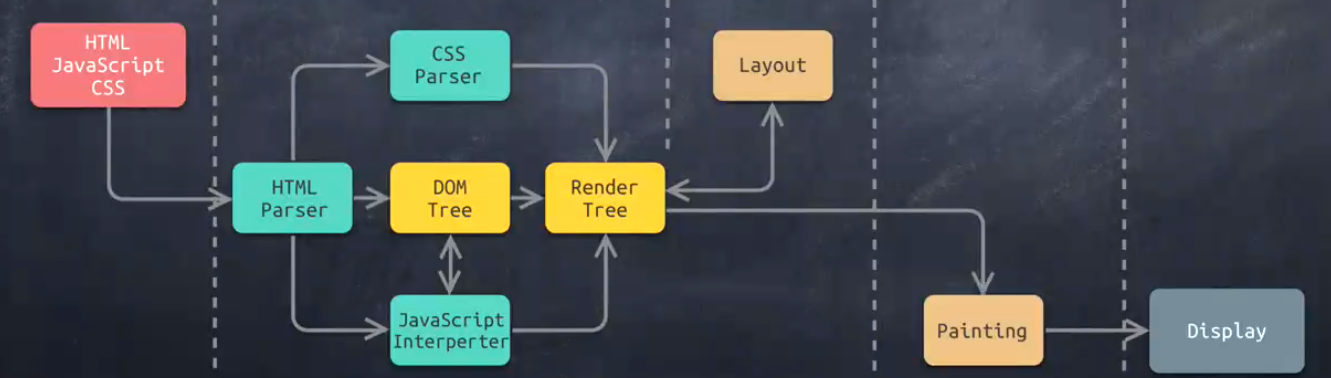 HTML
JavaScript
CSS
CSS
Parser
Layout
HTML
Parser
DOM
Tree
Render
Tree
JavaScript
Interperter
Painting
Display